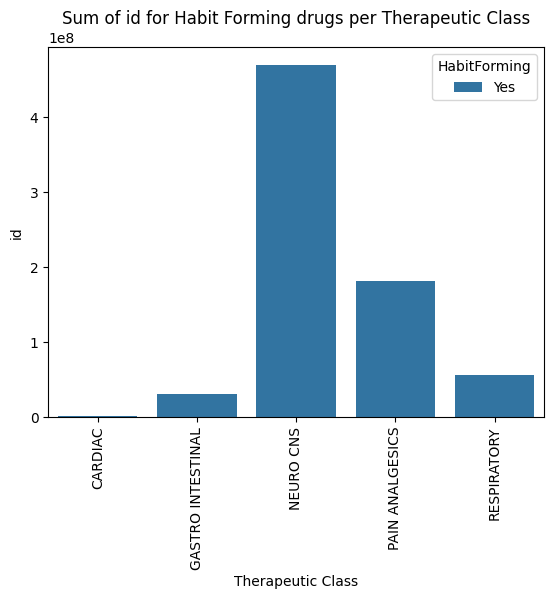 Sum of id for Habit Forming drugs per Therapeutic Class
1e8
HabitForming
Yes
4
3
2
1
0
id
CARDIAC
GASTRO INTESTINAL
NEURO CNS
PAIN ANALGESICS
RESPIRATORY
Therapeutic Class